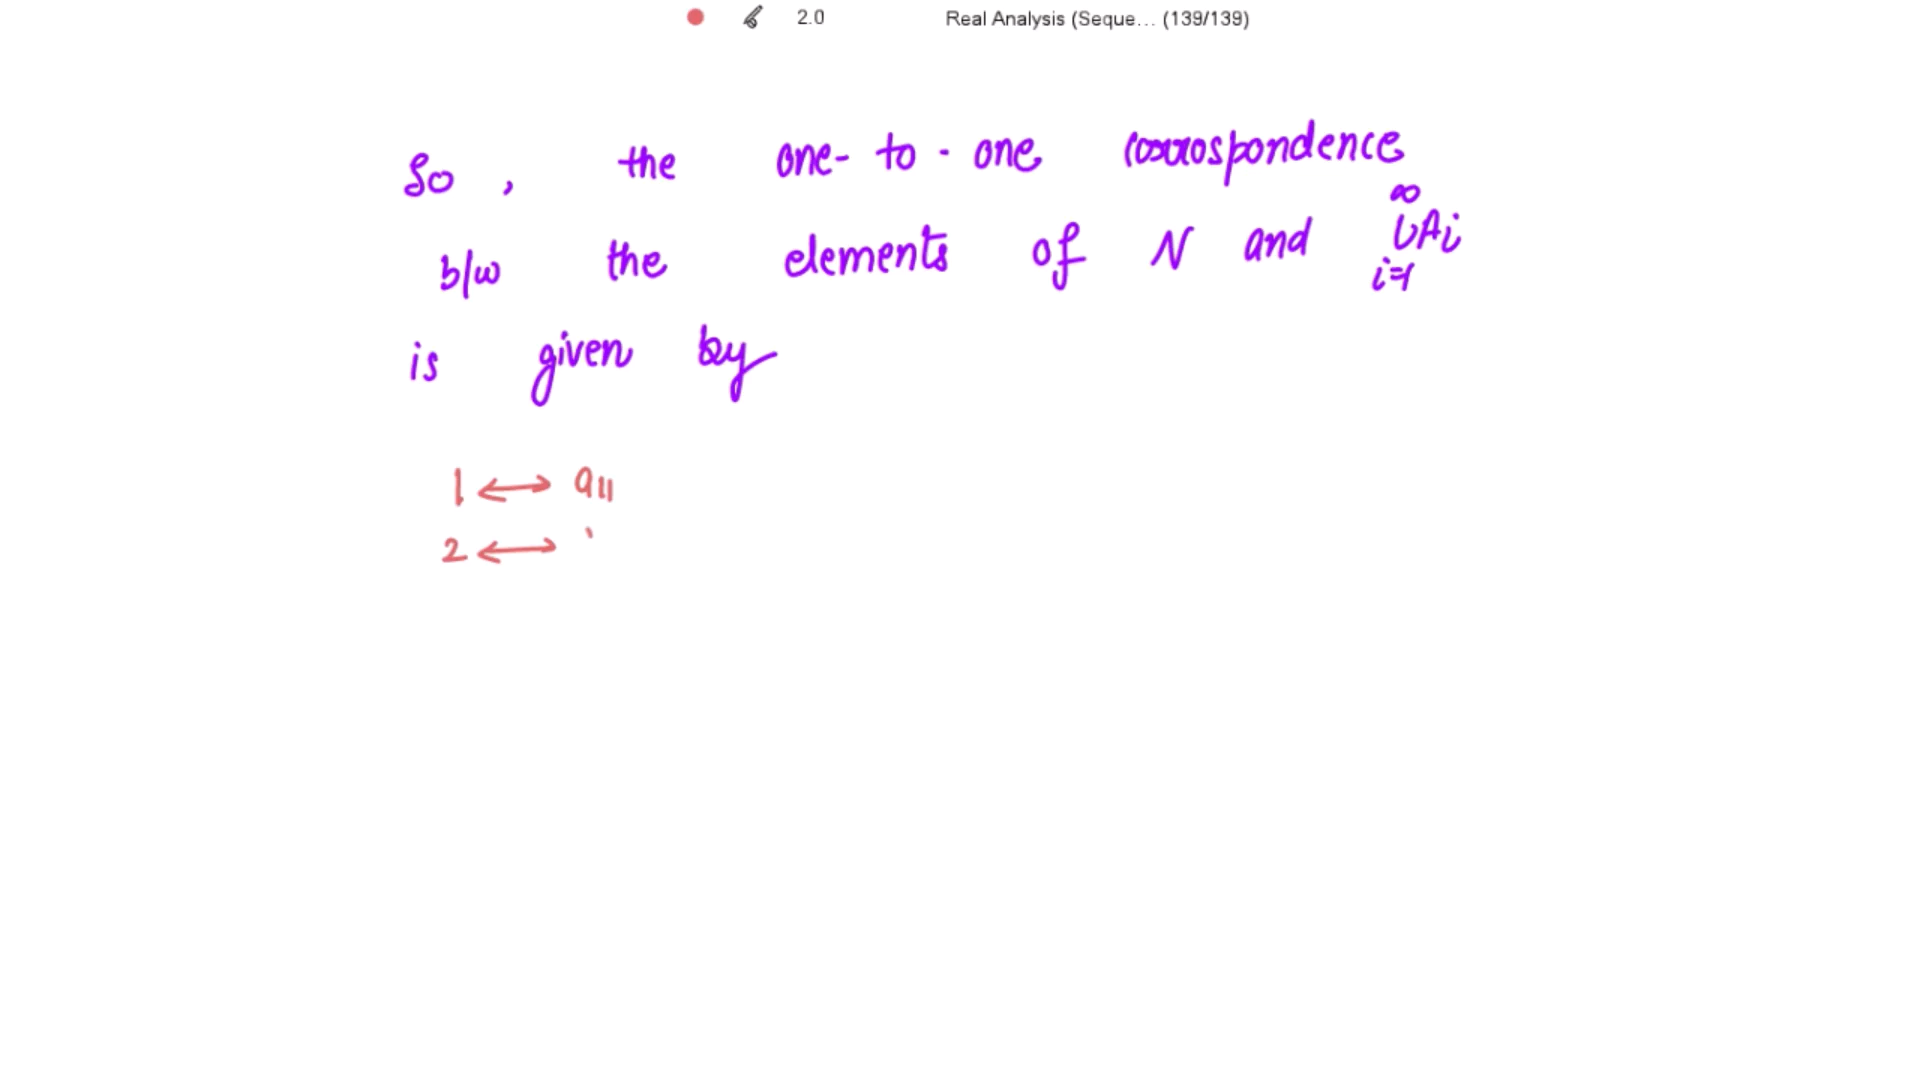 2.0 Real Analysis (Seque... (139/139)
So, the one-to-one correspondence
b/w the elements of N and ∞ ∪Ai i=1
is given by
1 ⟷ a11
2 ⟷